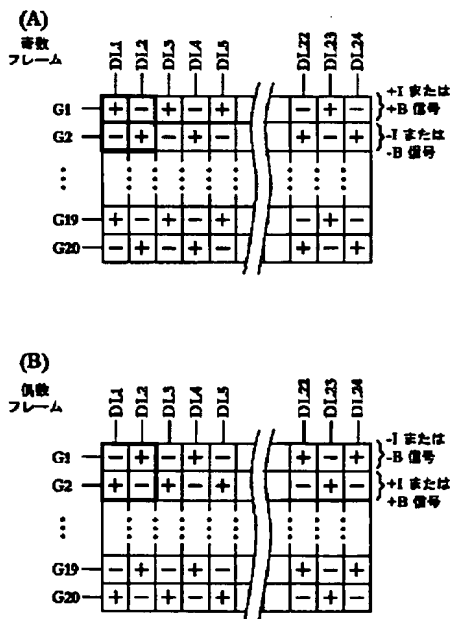 (A)
奇数
フレーム
DL1 DL2 DL3 DL4 DL5 DL22 DL23 DL24
G1 + − + − + − + − +I または
+B 信号
G2 − + − + − + − + -I または
-B 信号
⋮ ⋮ ⋮ ⋮ ⋮ ⋮ ⋮ ⋮ ⋮
G19 + − + − + − + −
G20 − + − + − + − +
(B)
偶数
フレーム
DL1 DL2 DL3 DL4 DL5 DL22 DL23 DL24
G1 − + − + − + − + -I または
-B 信号
G2 + − + − + − + − +I または
+B 信号
⋮ ⋮ ⋮ ⋮ ⋮ ⋮ ⋮ ⋮ ⋮
G19 − + − + − + − +
G20 + − + − + − + −